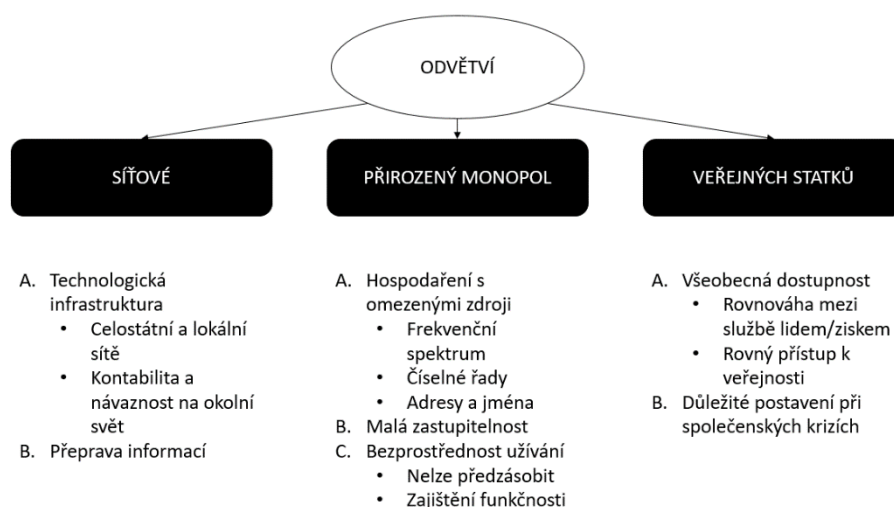 ODVĚTVÍ
SÍŤOVÉ
PŘIROZENÝ MONOPOL
VEŘEJNÝCH STATKŮ
A. Technologická
infrastruktura
• Celostátní a lokální
sítě
• Kontabilita a
návaznost na okolní
svět
B. Přeprava informací
A. Hospodaření s
omezenými zdroji
• Frekvenční
spektrum
• Číselné řady
• Adresy a jména
B. Malá zastupitelnost
C. Bezprostřednost užívání
• Nelze předzásobit
• Zajištění funkčnosti
A. Všeobecná dostupnost
• Rovnováha mezi
službě lidem/ziskem
• Rovný přístup k
veřejnosti
B. Důležité postavení při
společenských krizích